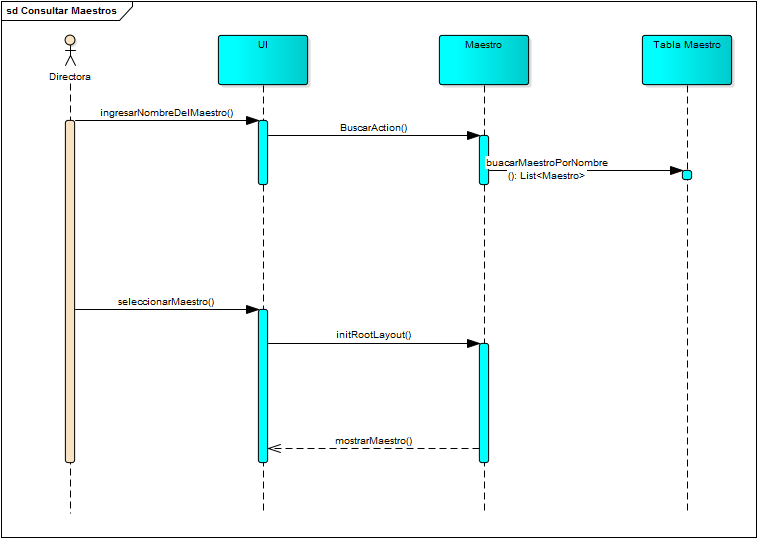 sd Consultar Maestros
UI
Maestro
Tabla Maestro
Directora
ingresarNombreDelMaestro()
BuscarAction()
buacarMaestroPorNombre
(): List<Maestro>
seleccionarMaestro()
initRootLayout()
mostrarMaestro()